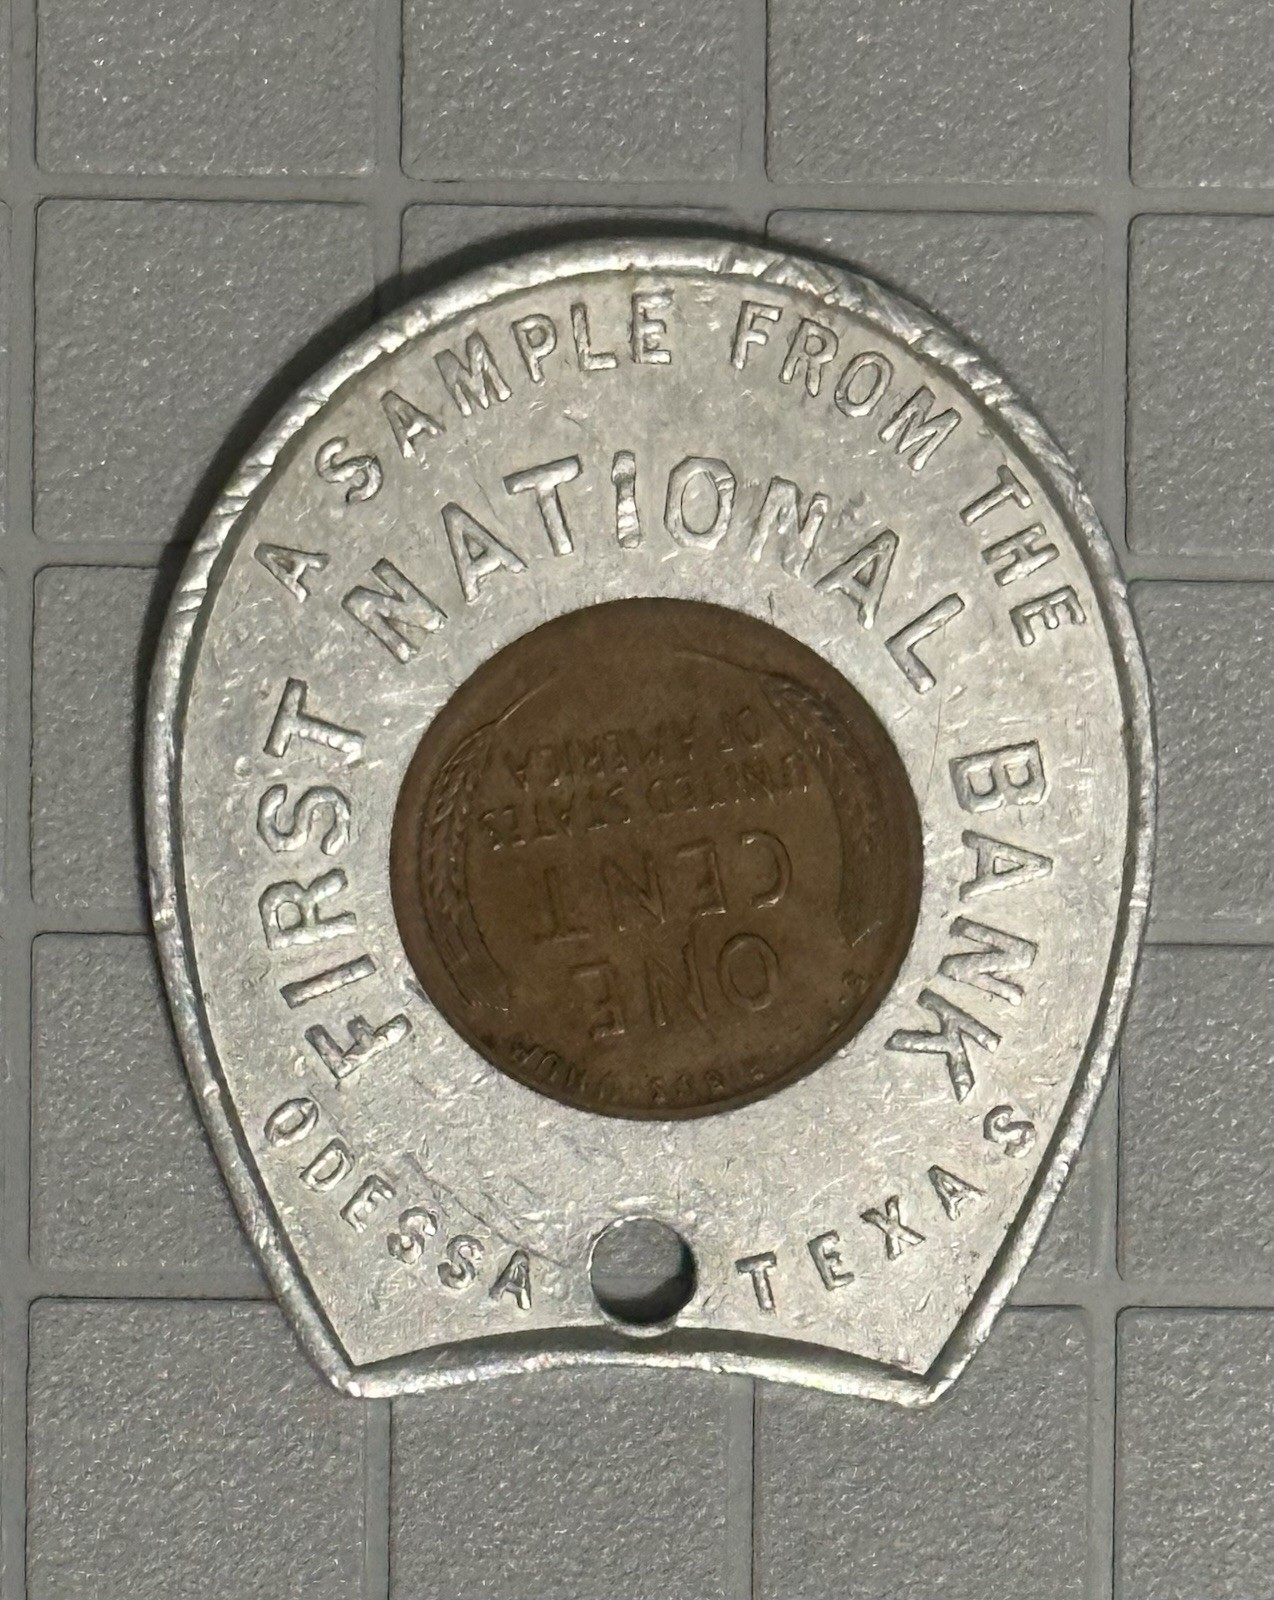 A SAMPLE FROM THE
FIRST NATIONAL BANK
ODESSA TEXAS
ONE
CENT
UNITED STATES
OF AMERICA